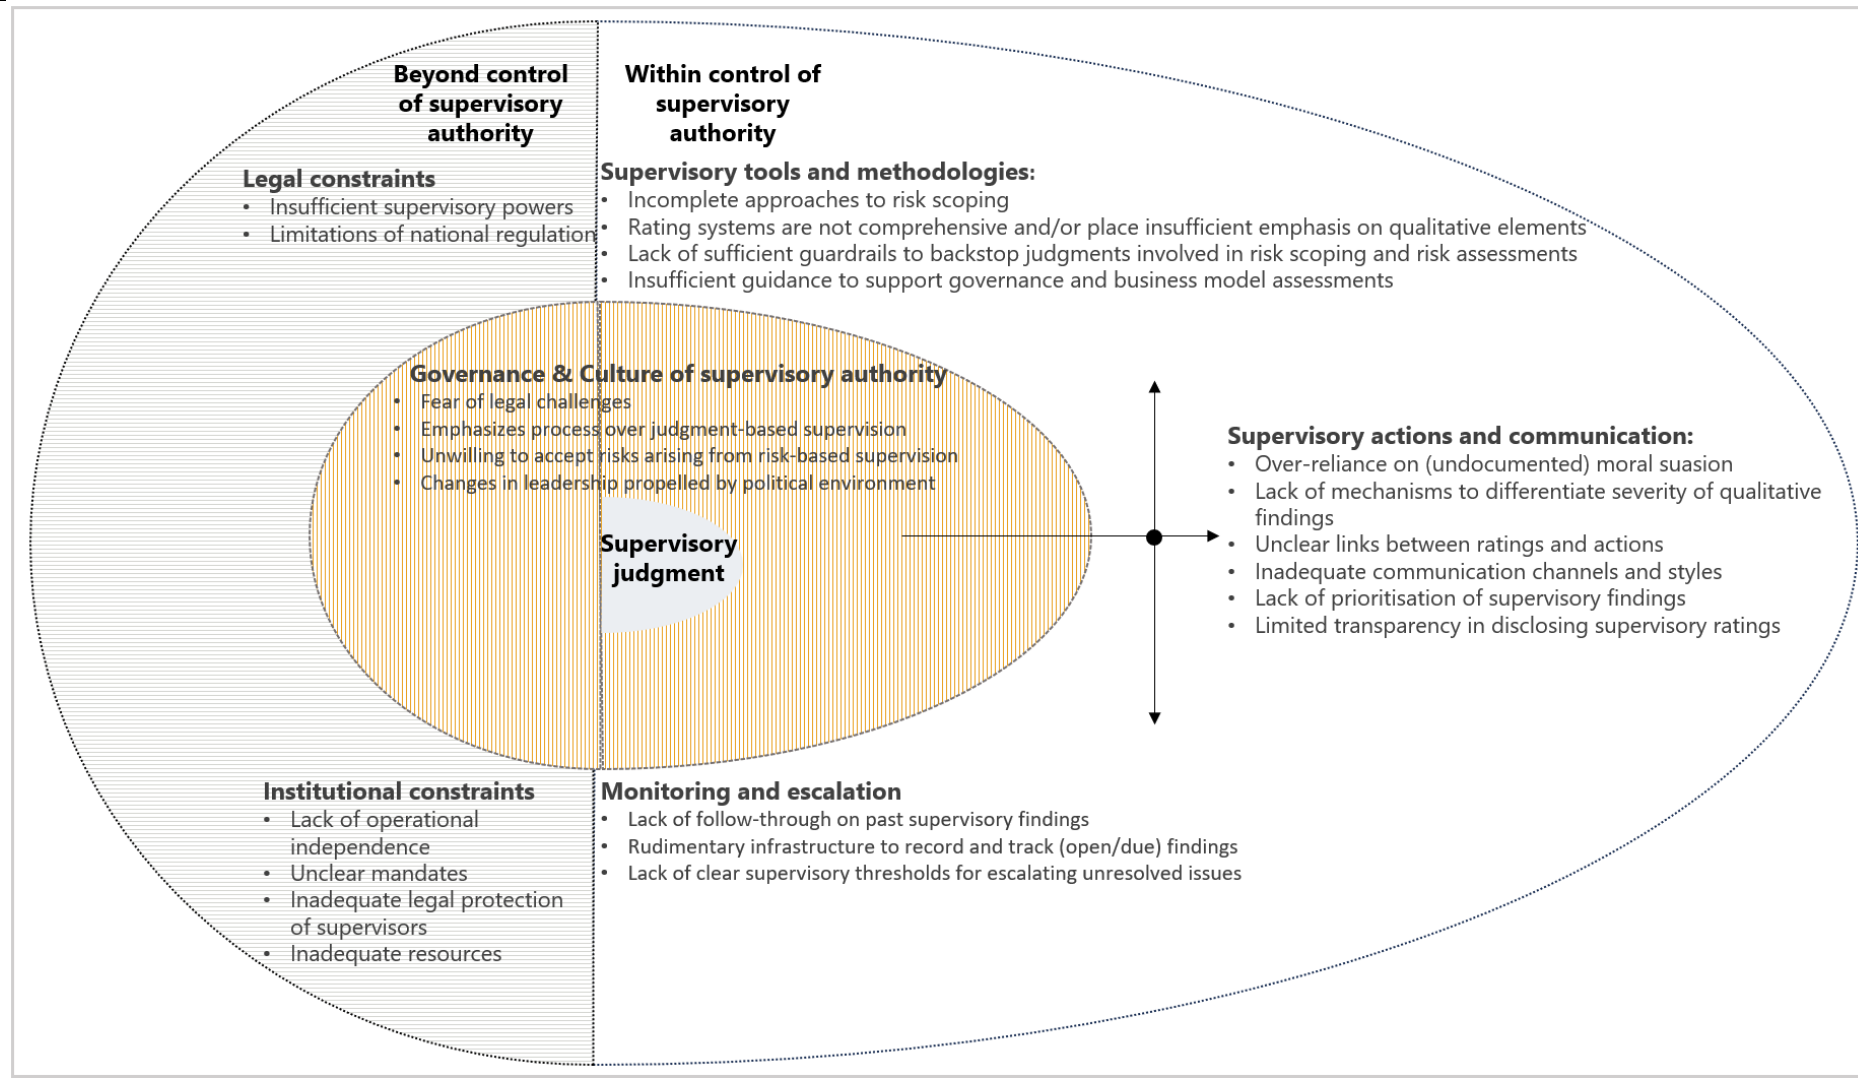 Beyond control
of supervisory
authority
Within control of
supervisory
authority
Legal constraints
• Insufficient supervisory powers
• Limitations of national regulation
Supervisory tools and methodologies:
• Incomplete approaches to risk scoping
• Rating systems are not comprehensive and/or place insufficient emphasis on qualitative elements
• Lack of sufficient guardrails to backstop judgments involved in risk scoping and risk assessments
• Insufficient guidance to support governance and business model assessments
Governance & Culture of supervisory authority
• Fear of legal challenges
• Emphasizes process over judgment-based supervision
• Unwilling to accept risks arising from risk-based supervision
• Changes in leadership propelled by political environment
Supervisory
judgment
Supervisory actions and communication:
• Over-reliance on (undocumented) moral suasion
• Lack of mechanisms to differentiate severity of qualitative
findings
• Unclear links between ratings and actions
• Inadequate communication channels and styles
• Lack of prioritisation of supervisory findings
• Limited transparency in disclosing supervisory ratings
Institutional constraints
• Lack of operational
independence
• Unclear mandates
• Inadequate legal protection
of supervisors
• Inadequate resources
Monitoring and escalation
• Lack of follow-through on past supervisory findings
• Rudimentary infrastructure to record and track (open/due) findings
• Lack of clear supervisory thresholds for escalating unresolved issues